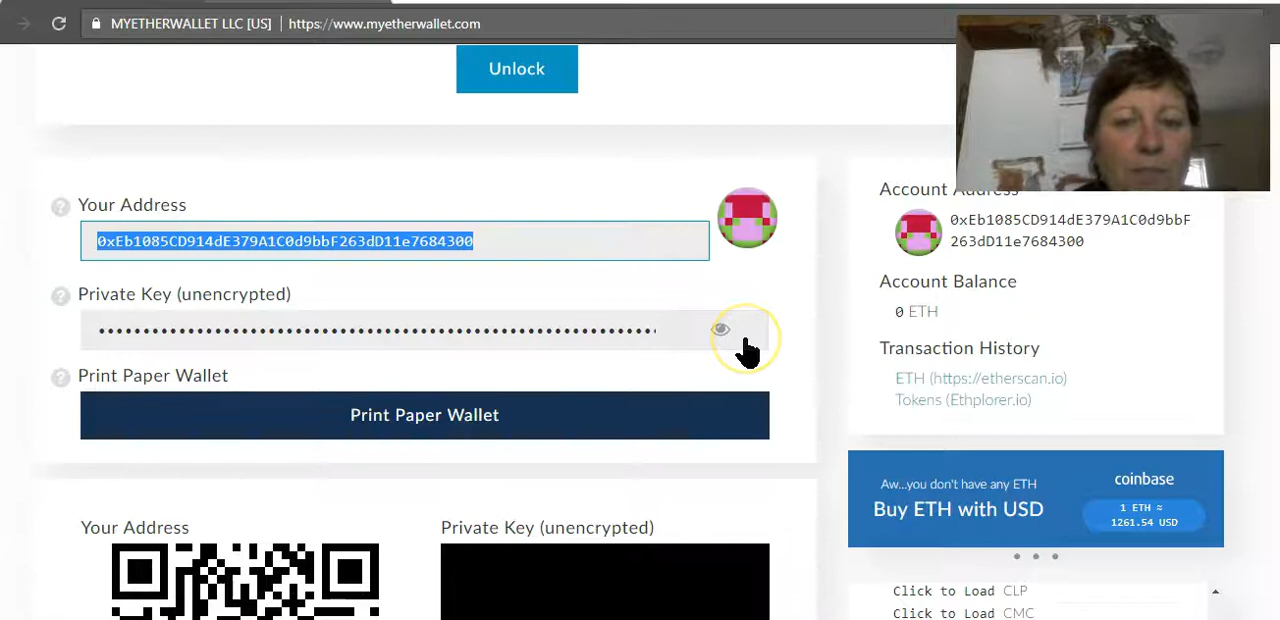 MYETHERWALLET LLC [US] https://www.myetherwallet.com
Unlock
Your Address
0xEb1085CD914dE379A1C0d9bbF263dD11e7684300
Private Key (unencrypted)
••••••••••••••••••••••••••••••••••••••••••••••••••••••••••••••••
Print Paper Wallet
Print Paper Wallet
Your Address
Private Key (unencrypted)
Account Address
0xEb1085CD914dE379A1C0d9bbF
263dD11e7684300
Account Balance
0 ETH
Transaction History
ETH (https://etherscan.io)
Tokens (Ethplorer.io)
Aw...you don't have any ETH
Buy ETH with USD
coinbase
1 ETH ≈
1261.54 USD
Click to Load CLP
Click to Load CMC